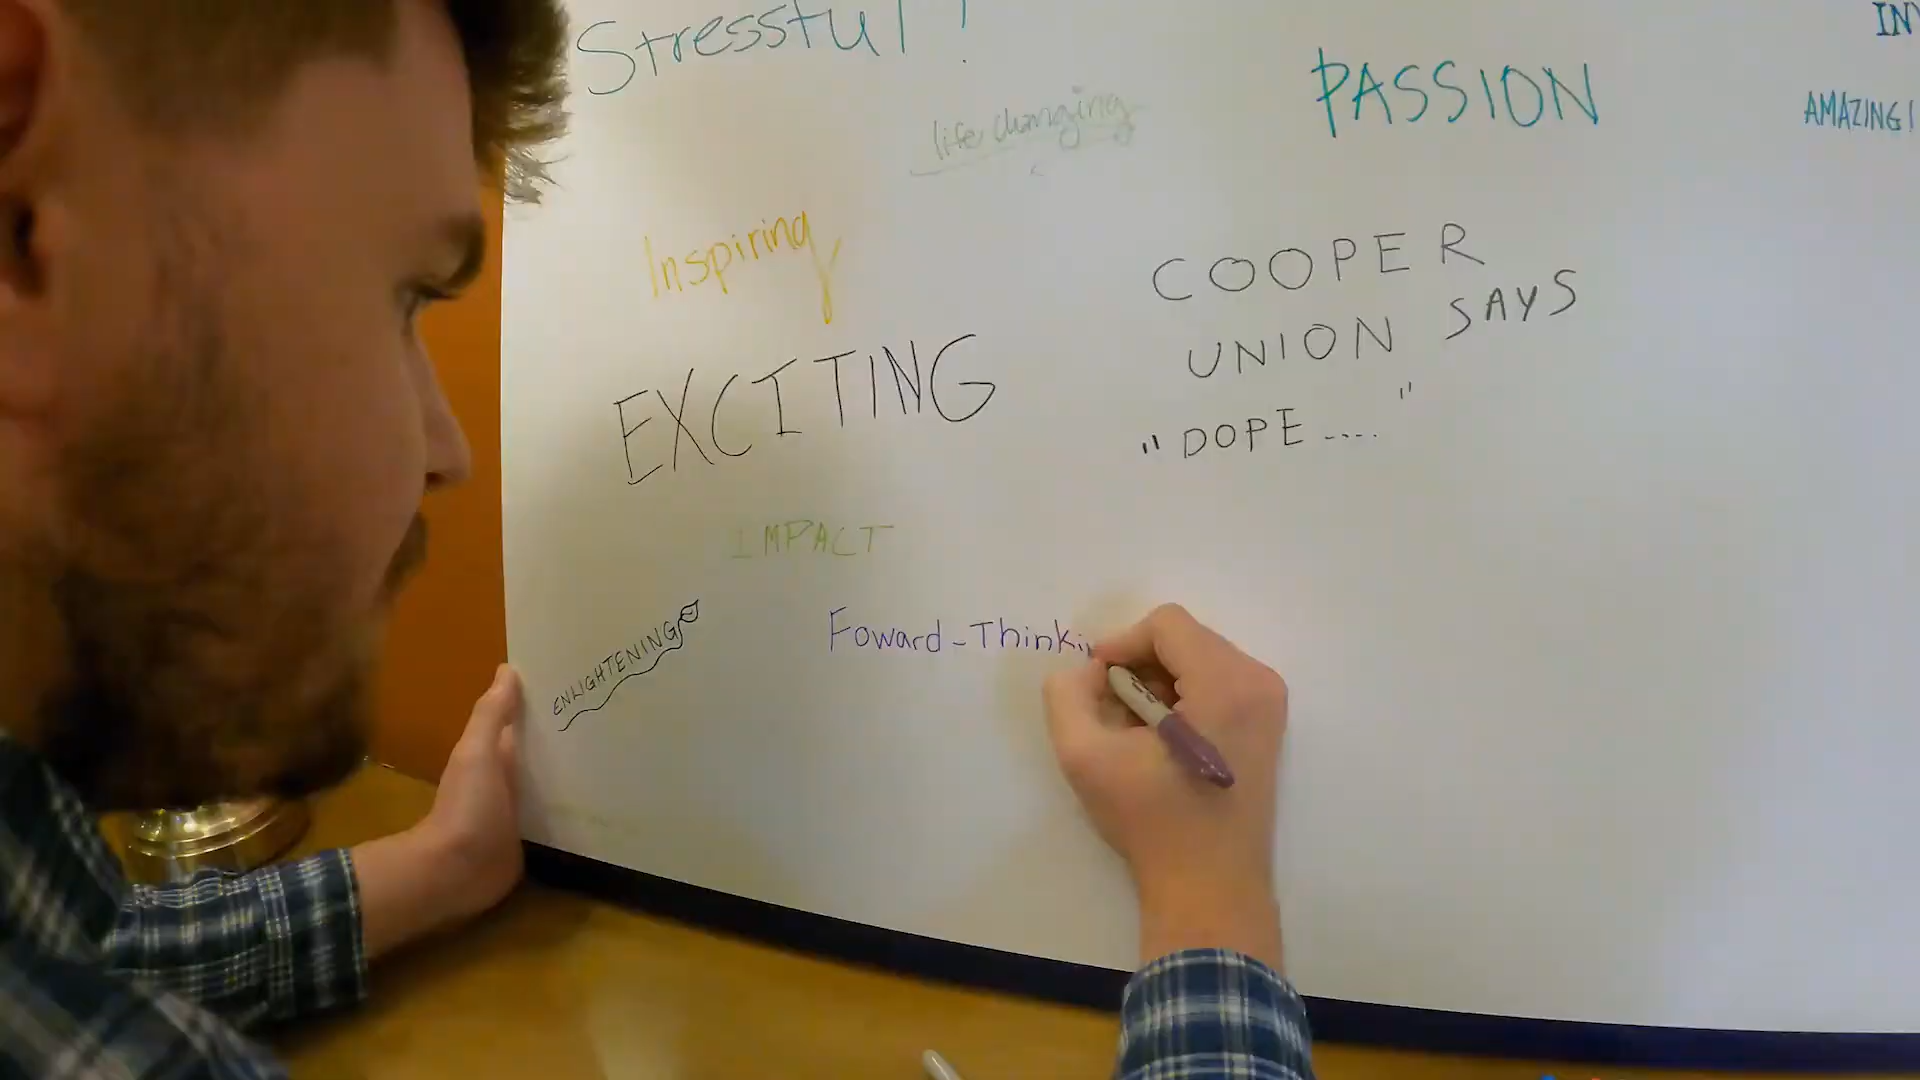 Stressful!
PASSION
AMAZING!
life changing
Inspiring
COOPER
UNION SAYS
"DOPE .... "
EXCITING
IMPACT
ENLIGHTENING
Foward-Thinki